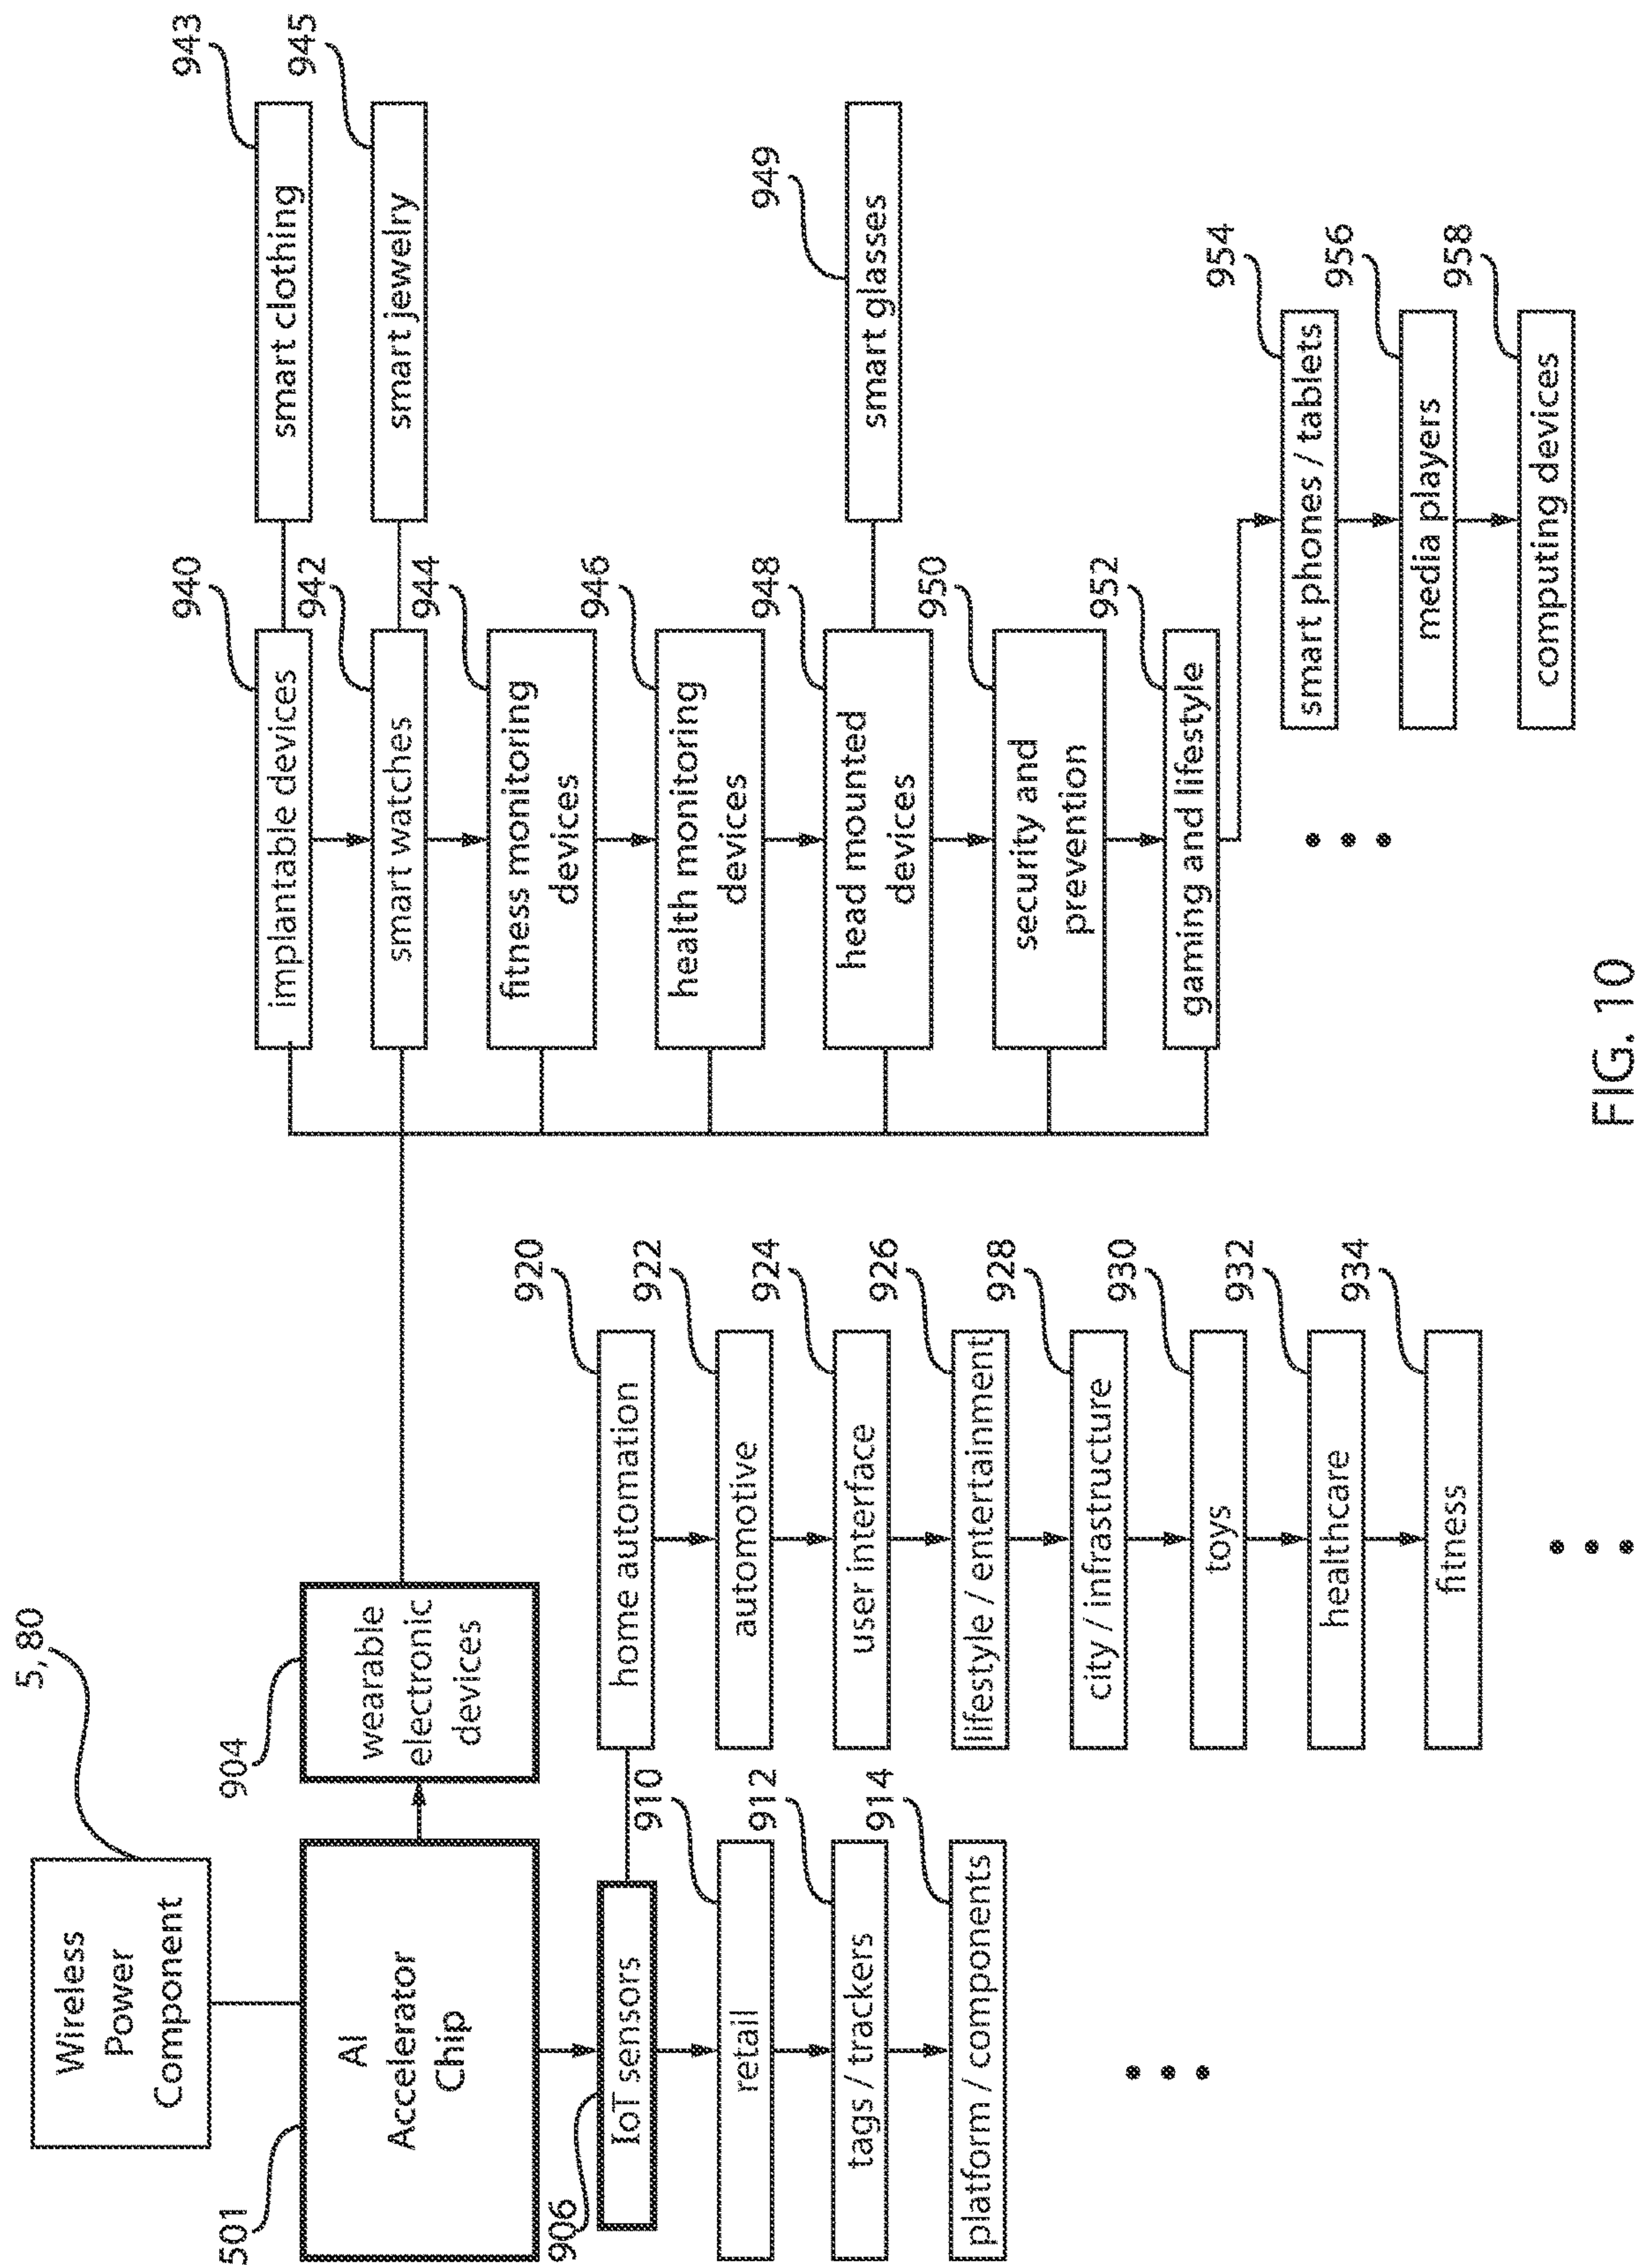 5, 80
Wireless
Power
Component
501
AI
Accelerator
Chip
904
wearable
electronic
devices
906
IoT sensors
910
retail
912
tags / trackers
914
platform / components
920
home automation
922
automotive
924
user interface
926
lifestyle / entertainment
928
city / infrastructure
930
toys
932
healthcare
934
fitness
940
implantable devices
943
smart clothing
942
smart watches
945
smart jewelry
944
fitness monitoring
devices
946
health monitoring
devices
948
head mounted
devices
949
smart glasses
950
security and
prevention
952
gaming and lifestyle
954
smart phones / tablets
956
media players
958
computing devices
FIG. 10